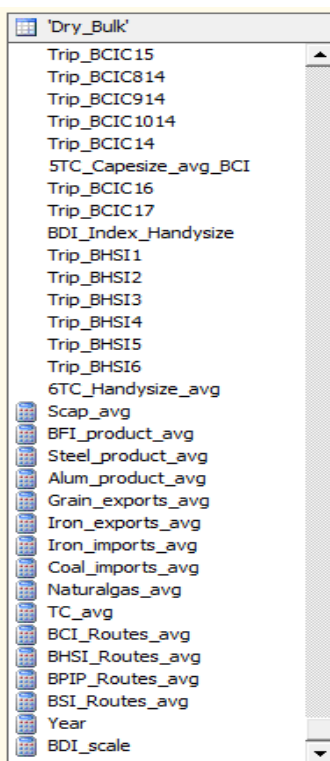 'Dry_Bulk'
Trip_BCIC15
Trip_BCIC814
Trip_BCIC914
Trip_BCIC1014
Trip_BCIC14
5TC_Capesize_avg_BCI
Trip_BCIC16
Trip_BCIC17
BDI_Index_Handysize
Trip_BHSI1
Trip_BHSI2
Trip_BHSI3
Trip_BHSI4
Trip_BHSI5
Trip_BHSI6
6TC_Handysize_avg
Scap_avg
BFI_product_avg
Steel_product_avg
Alum_product_avg
Grain_exports_avg
Iron_exports_avg
Iron_imports_avg
Coal_imports_avg
Naturalgas_avg
TC_avg
BCI_Routes_avg
BHSI_Routes_avg
BPIP_Routes_avg
BSI_Routes_avg
Year
BDI_scale